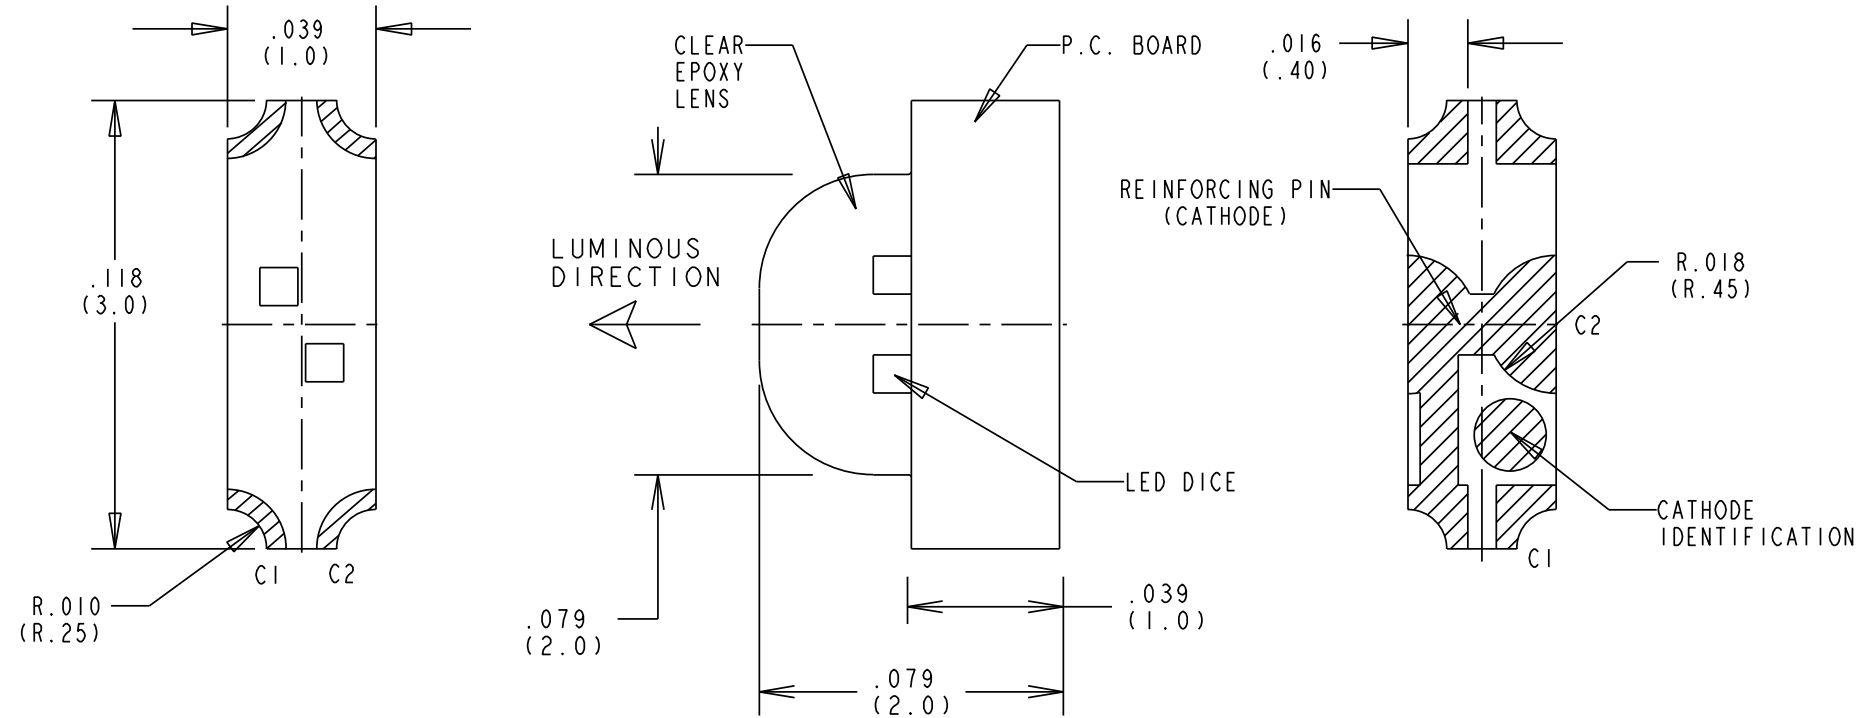 .039
(1.0)
.118
(3.0)
C1 C2
R.010
(R.25)
CLEAR
EPOXY
LENS
P.C. BOARD
LUMINOUS
DIRECTION
LED DICE
.079
(2.0)
.039
(1.0)
.079
(2.0)
.016
(.40)
REINFORCING PIN
(CATHODE)
R.018
(R.45)
C2
CATHODE
IDENTIFICATION
C1